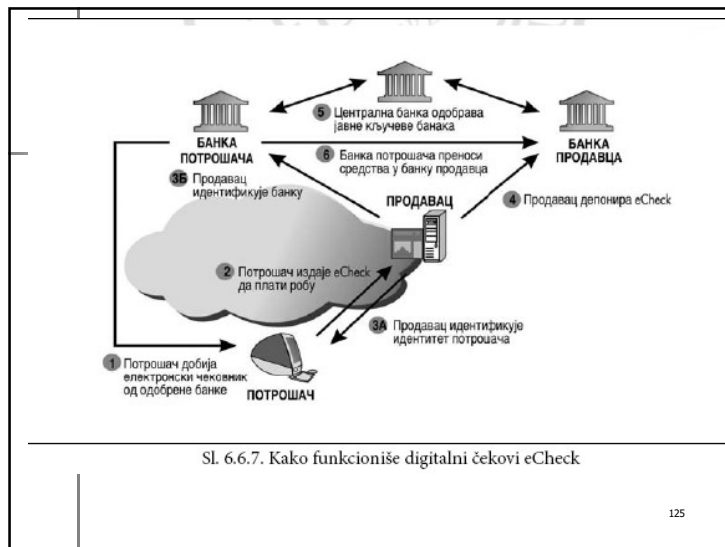 5 Централна банка одобрава
јавне кључеве банака
БАНКА
ПОТРОШАЧА
БАНКА
ПРОДАВЦА
6 Банка потрошача преноси
средства у банку продавца
3Б Продавац
идентификује банку
ПРОДАВАЦ
4 Продавац депонира eCheck
2 Потрошач издаје eCheck
да плати робу
3А Продавац идентификује
идентитет потрошача
1 Потрошач добија
електронски чековник
од одобрене банке
ПОТРОШАЧ
Sl. 6.6.7. Kako funkcioniše digitalni čekovi eCheck
125